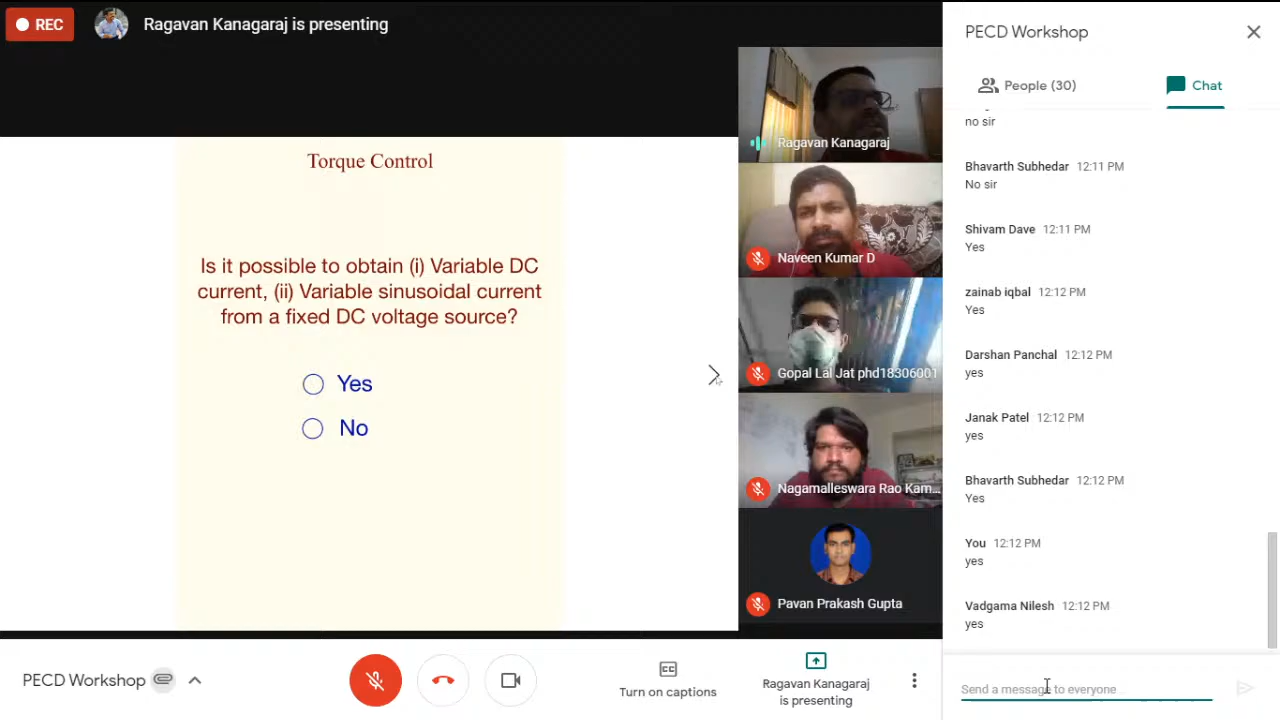 REC
Ragavan Kanagaraj is presenting
Torque Control
Is it possible to obtain (i) Variable DC
current, (ii) Variable sinusoidal current
from a fixed DC voltage source?
Yes
No
Ragavan Kanagaraj
Naveen Kumar D
Gopal Lal Jat phd18306001
Nagamalleswara Rao Kam...
Pavan Prakash Gupta
PECD Workshop
People (30)
Chat
no sir
Bhavarth Subhedar 12:11 PM
No sir
Shivam Dave 12:11 PM
Yes
zainab iqbal 12:12 PM
Yes
Darshan Panchal 12:12 PM
yes
Janak Patel 12:12 PM
yes
Bhavarth Subhedar 12:12 PM
Yes
You 12:12 PM
yes
Vadgama Nilesh 12:12 PM
yes
Send a message to everyone
PECD Workshop
CC
Turn on captions
Ragavan Kanagaraj
is presenting